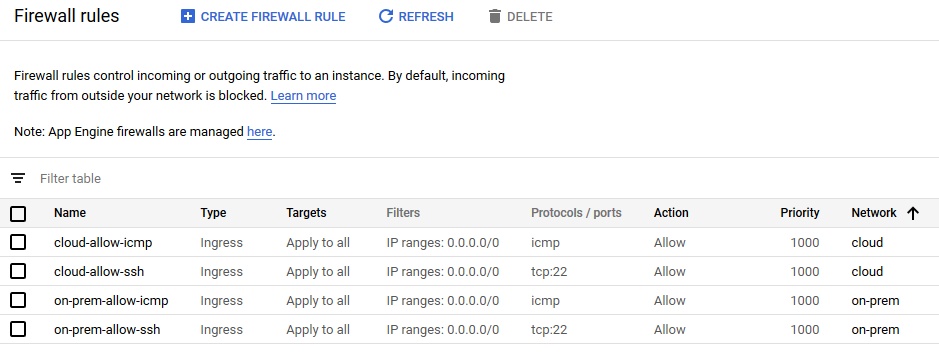 Firewall rules CREATE FIREWALL RULE REFRESH DELETE
Firewall rules control incoming or outgoing traffic to an instance. By default, incoming
traffic from outside your network is blocked. Learn more
Note: App Engine firewalls are managed here.
Filter table
Name Type Targets Filters Protocols / ports Action Priority Network
cloud-allow-icmp Ingress Apply to all IP ranges: 0.0.0.0/0 icmp Allow 1000 cloud
cloud-allow-ssh Ingress Apply to all IP ranges: 0.0.0.0/0 tcp:22 Allow 1000 cloud
on-prem-allow-icmp Ingress Apply to all IP ranges: 0.0.0.0/0 icmp Allow 1000 on-prem
on-prem-allow-ssh Ingress Apply to all IP ranges: 0.0.0.0/0 tcp:22 Allow 1000 on-prem